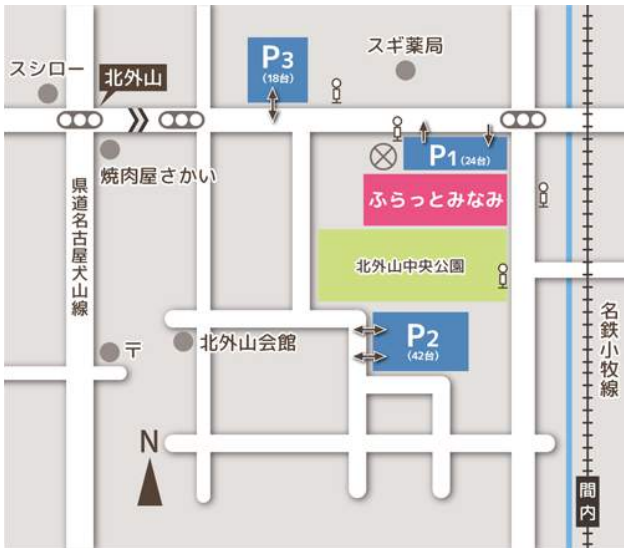 スシロー
北外山
P3
(18台)
スギ薬局
焼肉屋さかい
P1(24台)
ふらっとみなみ
県道名古屋犬山線
北外山中央公園
〒
北外山会館
P2
(42台)
名鉄小牧線
N
間内